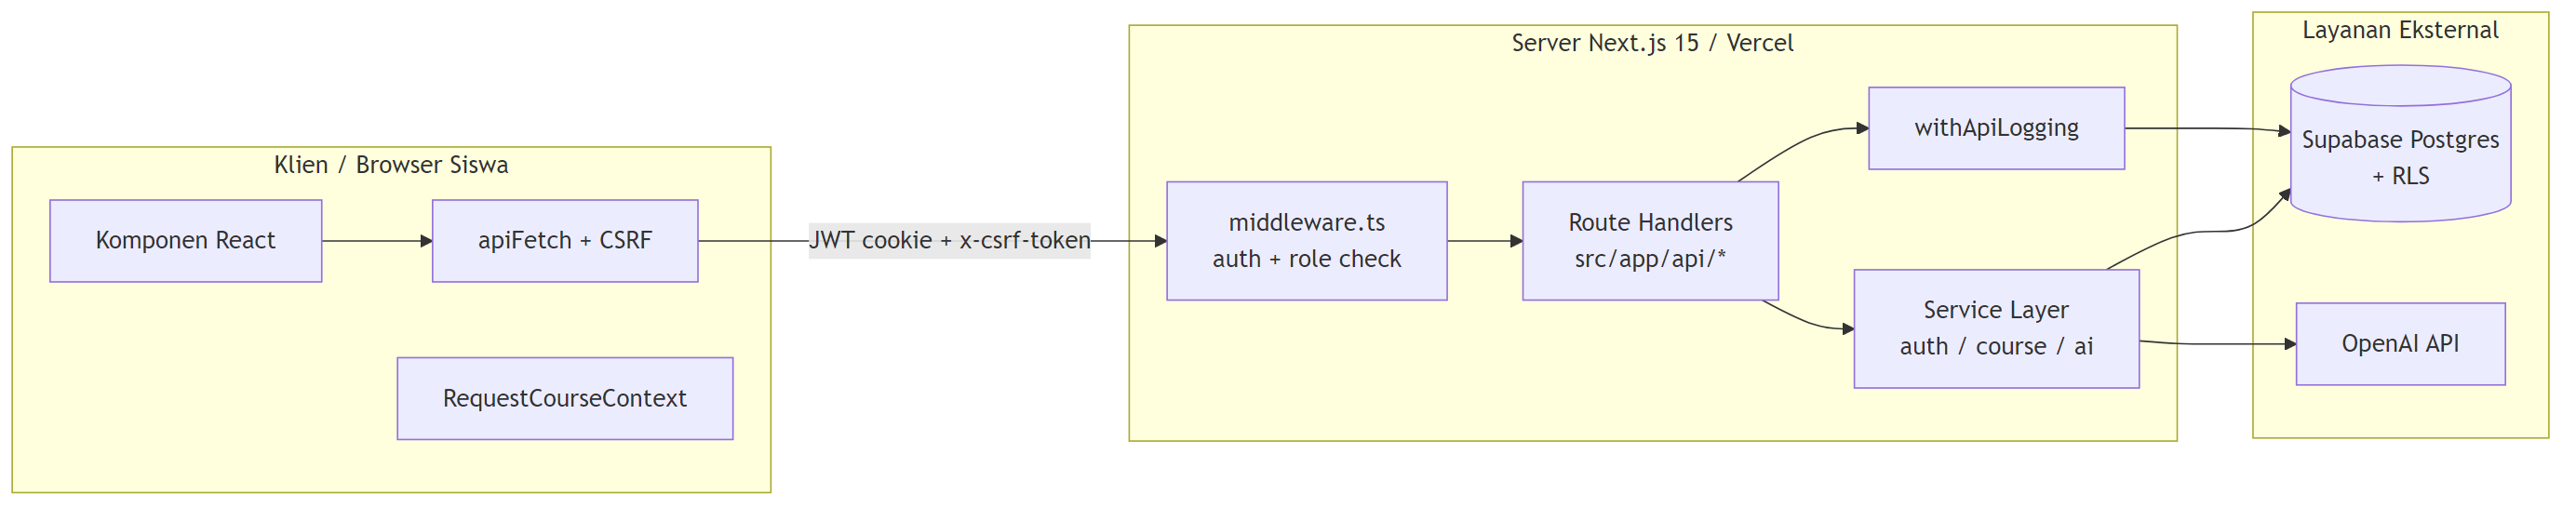 Klien / Browser Siswa
Komponen React
apiFetch + CSRF
RequestCourseContext
JWT cookie + x-csrf-token
Server Next.js 15 / Vercel
middleware.ts
auth + role check
Route Handlers
src/app/api/*
withApiLogging
Service Layer
auth / course / ai
Layanan Eksternal
Supabase Postgres
+ RLS
OpenAI API